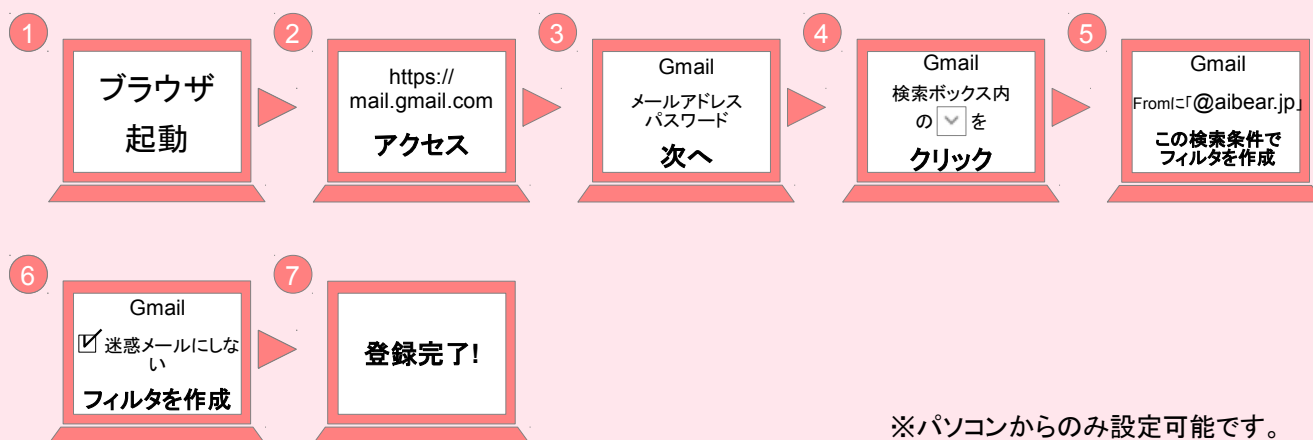 1
ブラウザ
起動
2
https://
mail.gmail.com
アクセス
3
Gmail
メールアドレス
パスワード
次へ
4
Gmail
検索ボックス内
の を
クリック
5
Gmail
Fromに「@aibear.jp」
この検索条件で
フィルタを作成
6
Gmail
迷惑メールにしな
い
フィルタを作成
7
登録完了!
※パソコンからのみ設定可能です。